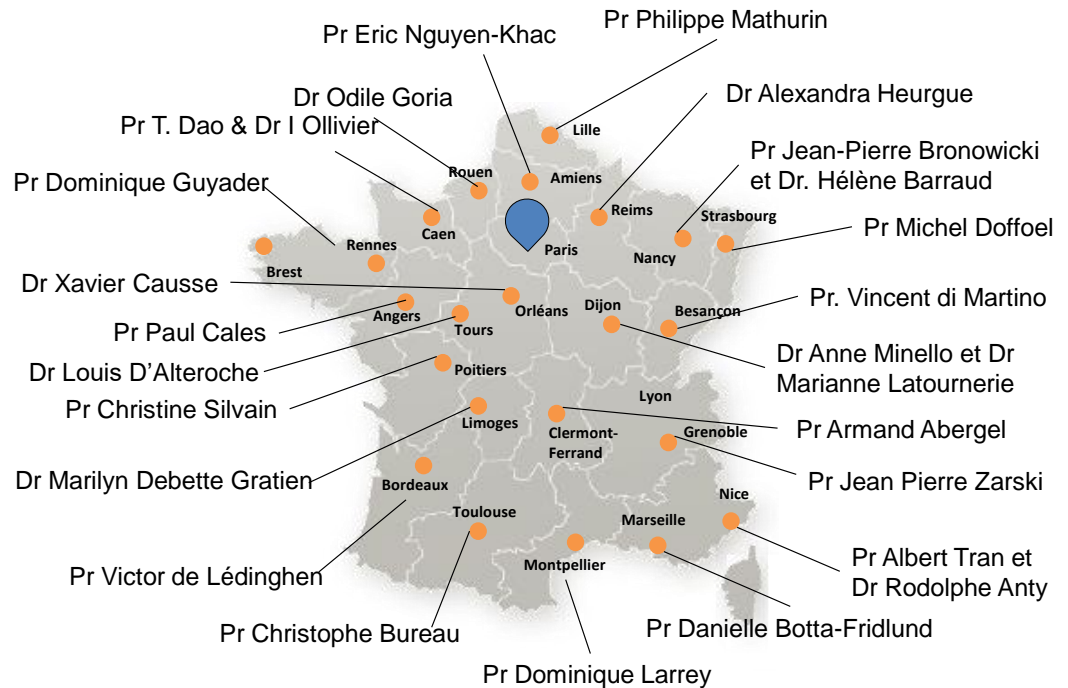 Pr Philippe Mathurin
Pr Eric Nguyen-Khac
Dr Odile Goria
Dr Alexandra Heurgue
Pr T. Dao & Dr I Ollivier
Lille
Pr Jean-Pierre Bronowicki
et Dr. Hélène Barraud
Pr Dominique Guyader
Rouen
Amiens
Reims
Strasbourg
Pr Michel Doffoel
Caen
Rennes
Paris
Nancy
Brest
Dr Xavier Causse
Pr. Vincent di Martino
Orléans
Dijon
Besançon
Angers
Tours
Pr Paul Cales
Dr Anne Minello et Dr
Marianne Latournerie
Dr Louis D’Alteroche
Poitiers
Lyon
Pr Christine Silvain
Limoges
Clermont-
Ferrand
Grenoble
Pr Armand Abergel
Dr Marilyn Debette Gratien
Bordeaux
Pr Jean Pierre Zarski
Nice
Toulouse
Marseille
Montpellier
Pr Albert Tran et
Dr Rodolphe Anty
Pr Victor de Lédinghen
Pr Christophe Bureau
Pr Danielle Botta-Fridlund
Pr Dominique Larrey